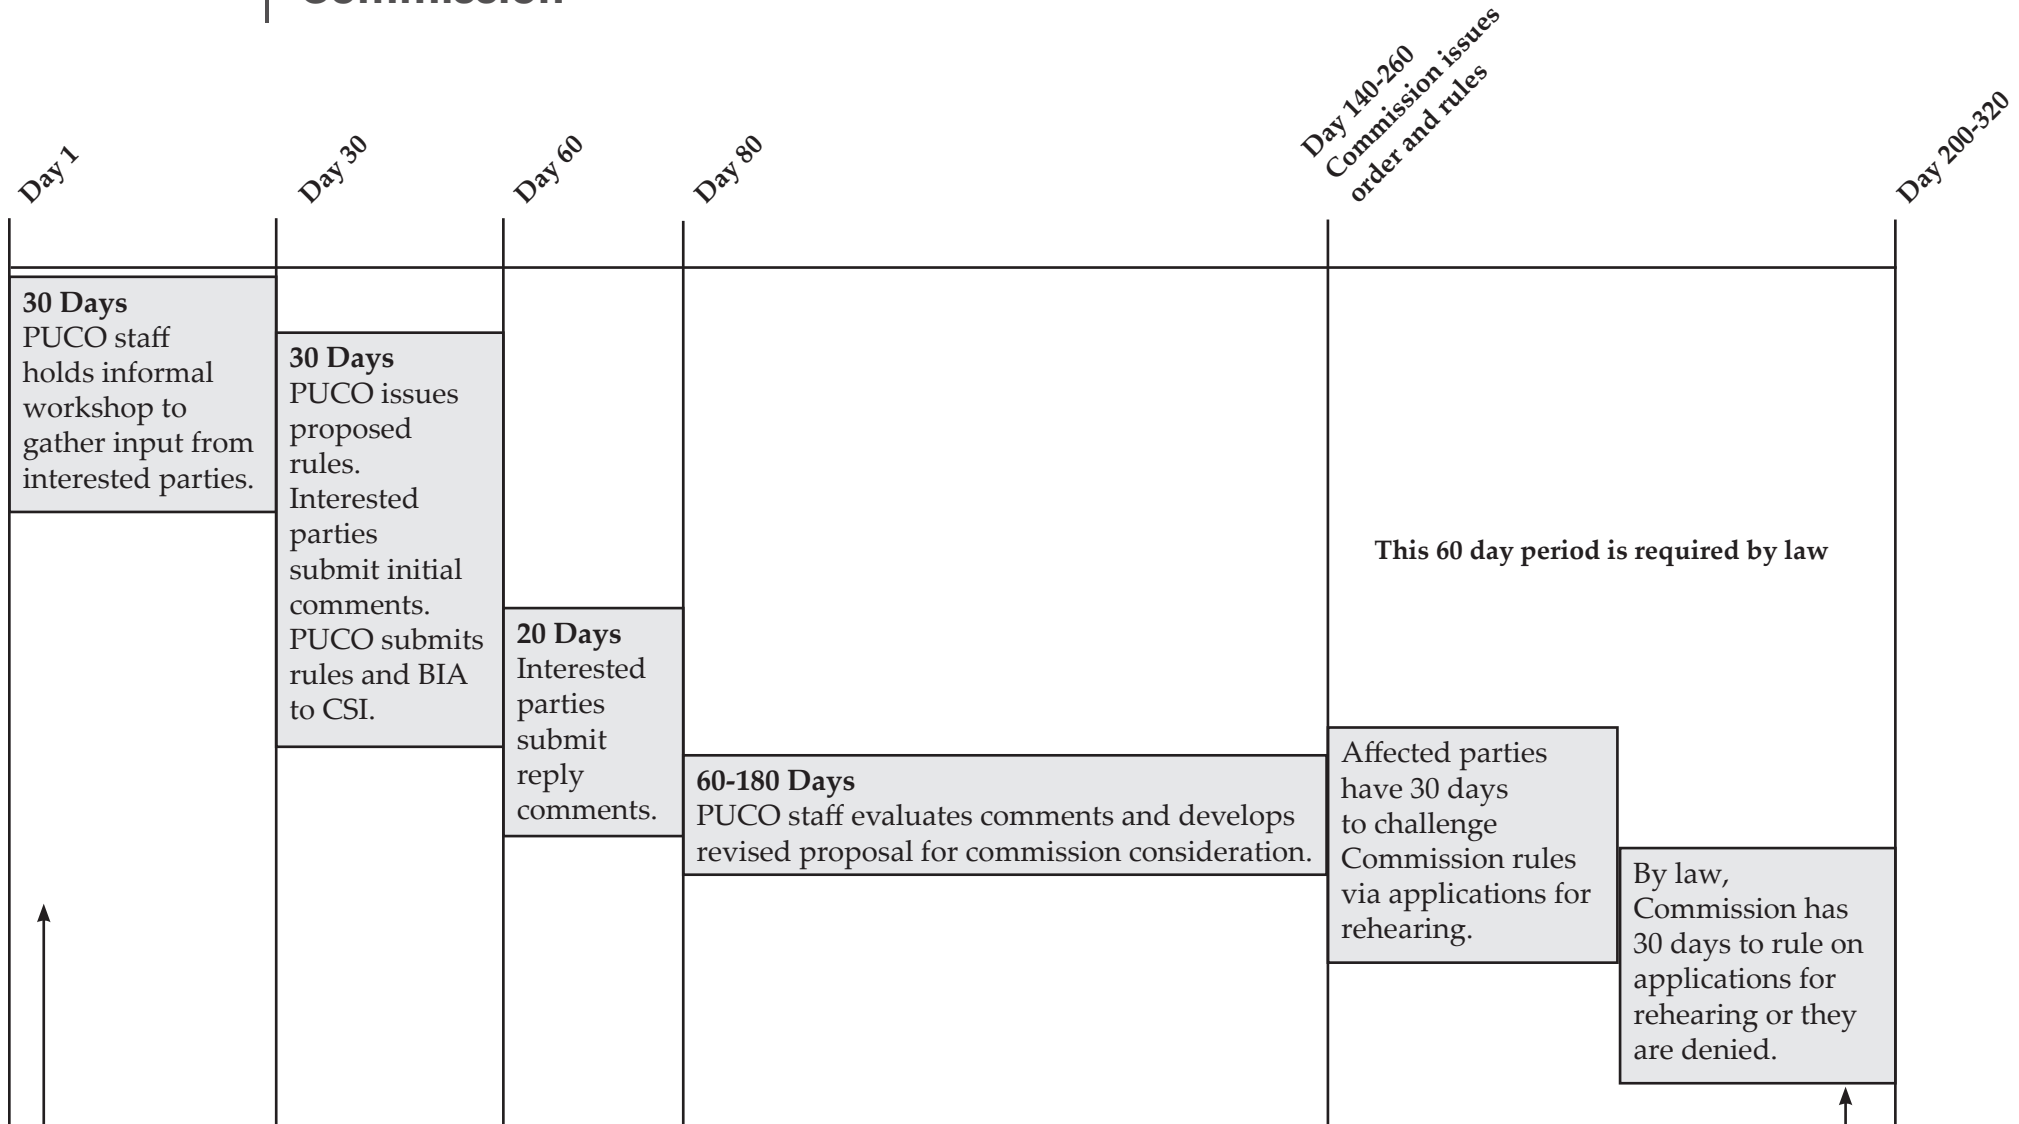 Commission
Day 1
Day 30
Day 60
Day 80
Day 140-260
Commission issues
order and rules
Day 200-320
30 Days
PUCO staff
holds informal
workshop to
gather input from
interested parties.
30 Days
PUCO issues
proposed
rules.
Interested
parties
submit initial
comments.
PUCO submits
rules and BIA
to CSI.
20 Days
Interested
parties
submit
reply
comments.
60-180 Days
PUCO staff evaluates comments and develops
revised proposal for commission consideration.
This 60 day period is required by law
Affected parties
have 30 days
to challenge
Commission rules
via applications for
rehearing.
By law,
Commission has
30 days to rule on
applications for
rehearing or they
are denied.